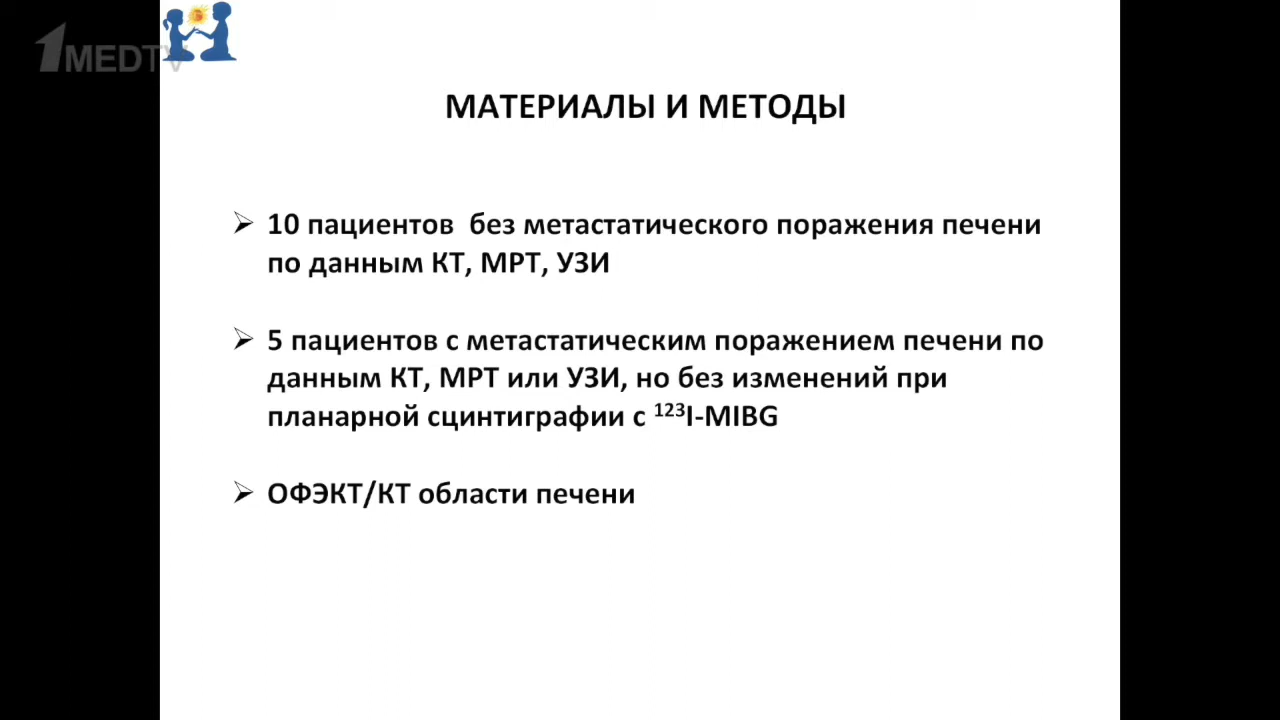 1MEDTV
МАТЕРИАЛЫ И МЕТОДЫ
10 пациентов без метастатического поражения печени
по данным КТ, МРТ, УЗИ
5 пациентов с метастатическим поражением печени по
данным КТ, МРТ или УЗИ, но без изменений при
планарной сцинтиграфии с ¹²³I-MIBG
ОФЭКТ/КТ области печени